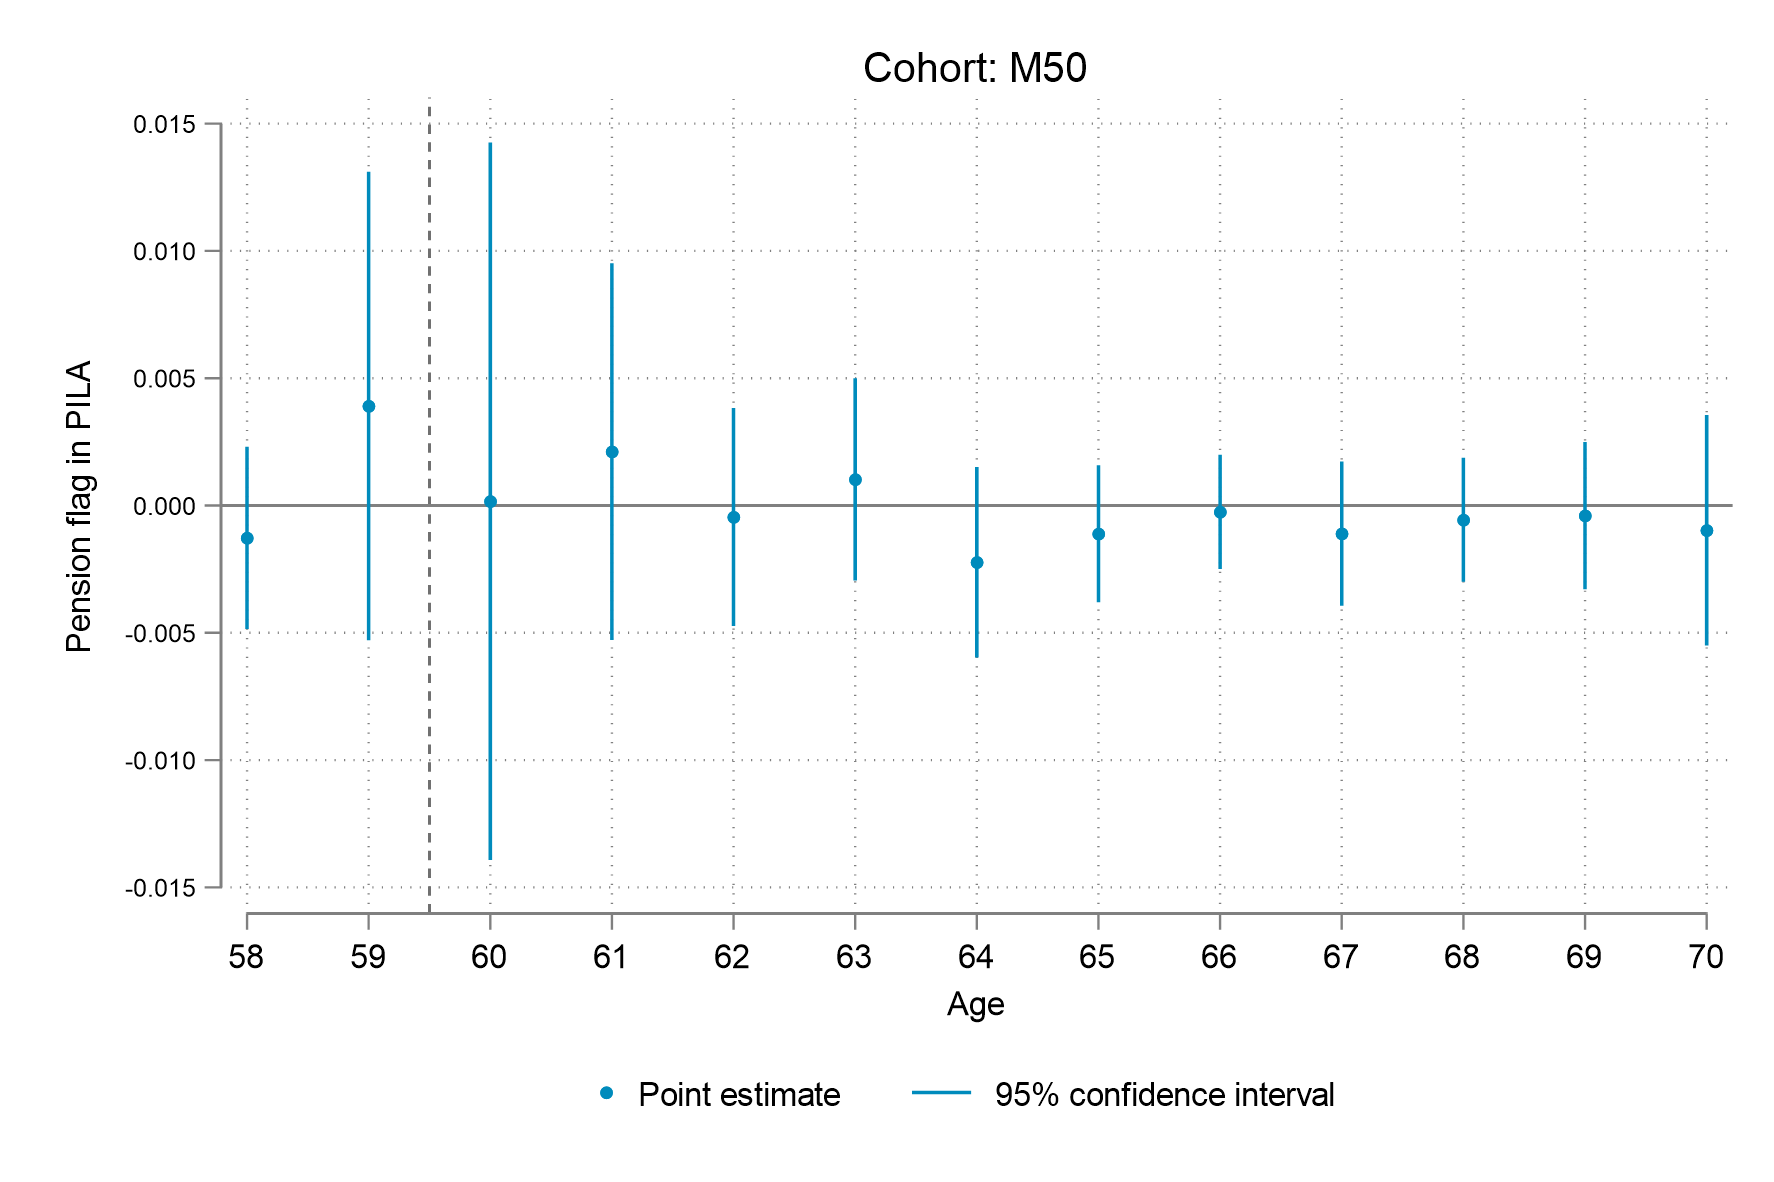 Cohort: M50
Pension flag in PILA
0.015
0.010
0.005
0.000
-0.005
-0.010
-0.015
58 59 60 61 62 63 64 65 66 67 68 69 70
Age
Point estimate 95% confidence interval